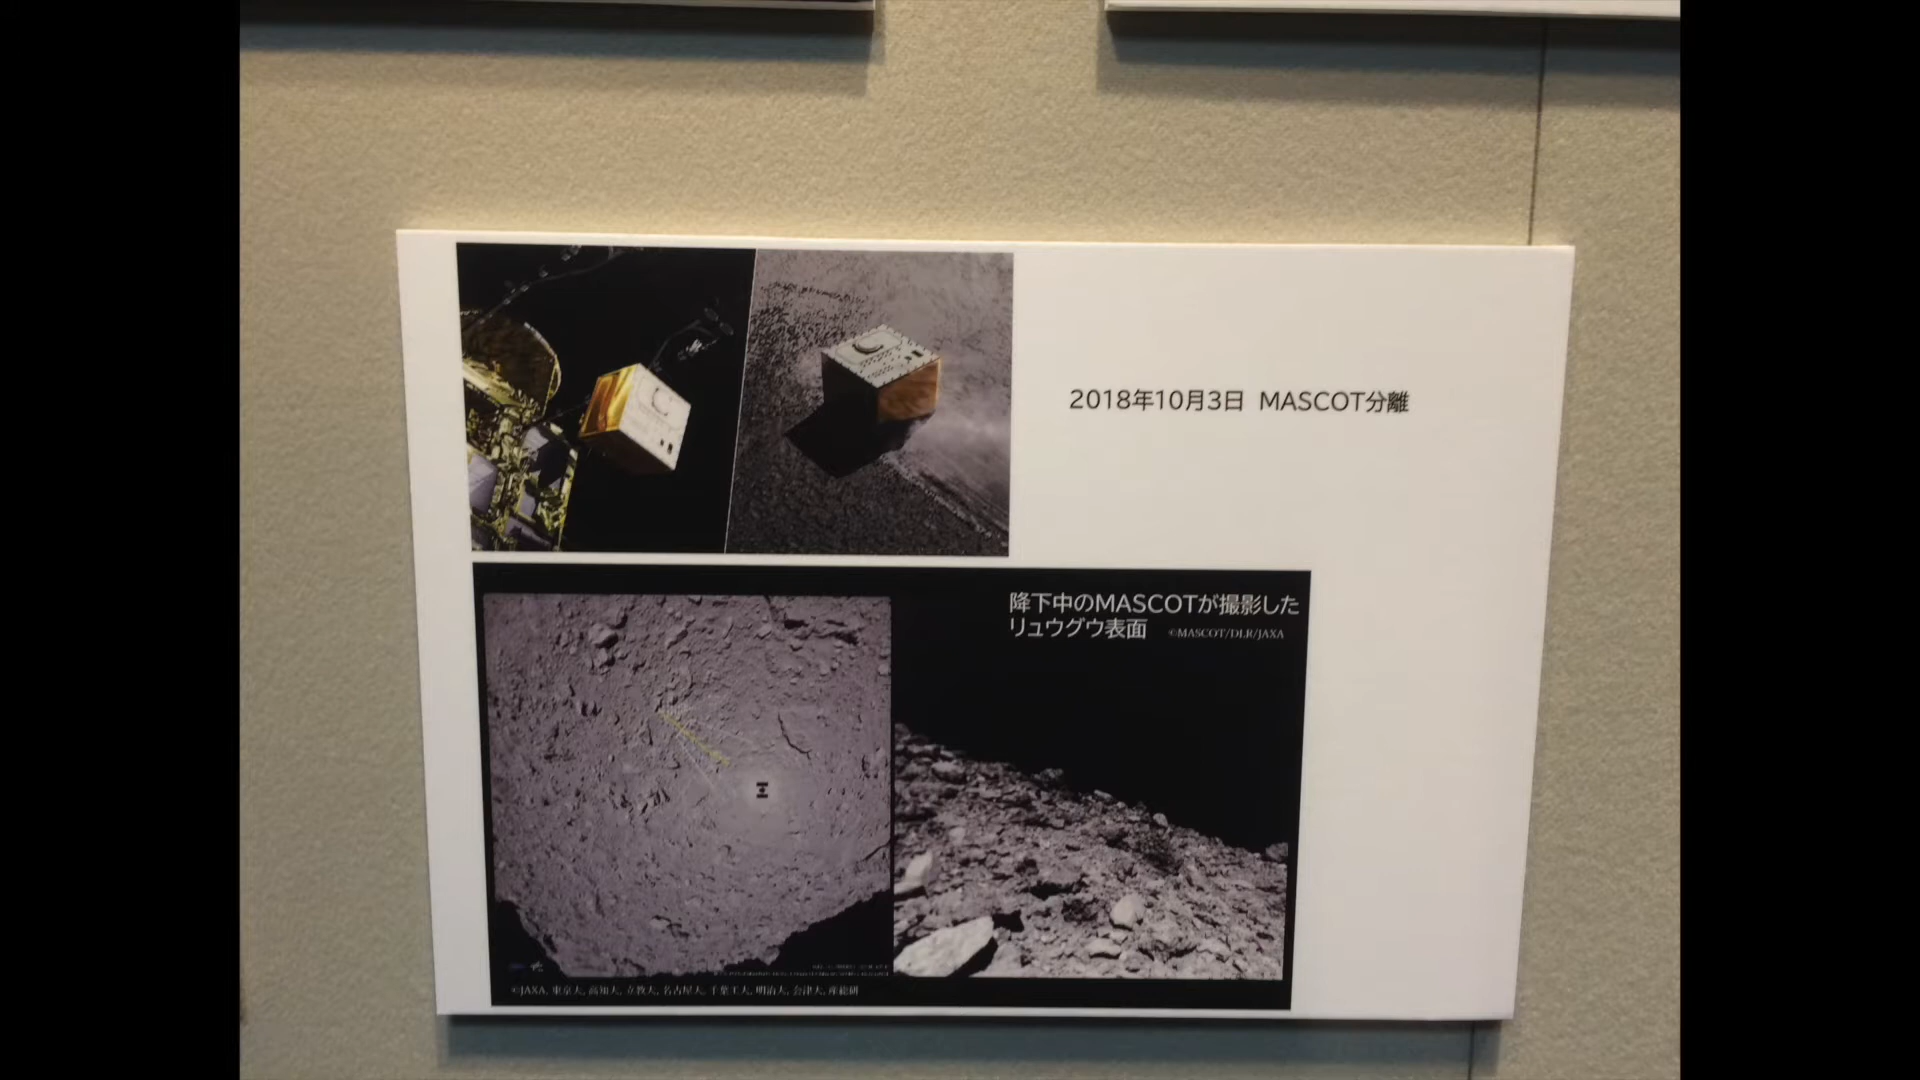 2018年10月3日 MASCOT分離
降下中のMASCOTが撮影した
リュウグウ表面 ©MASCOT/DLR/JAXA
©JAXA, 東京大, 高知大, 立教大, 名古屋大, 千葉工大, 明治大, 会津大, 産総研